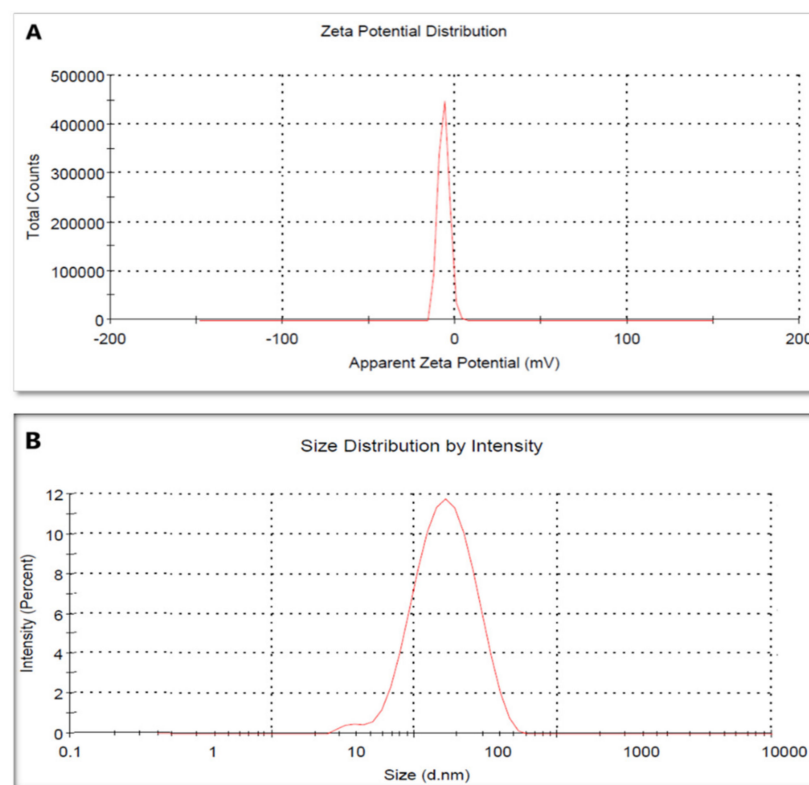 A
Zeta Potential Distribution
500000
400000
300000
200000
100000
0
Total Counts
-200 -100 0 100 200
Apparent Zeta Potential (mV)
B
Size Distribution by Intensity
12
10
8
6
4
2
0
Intensity (Percent)
0.1 1 10 100 1000 10000
Size (d.nm)